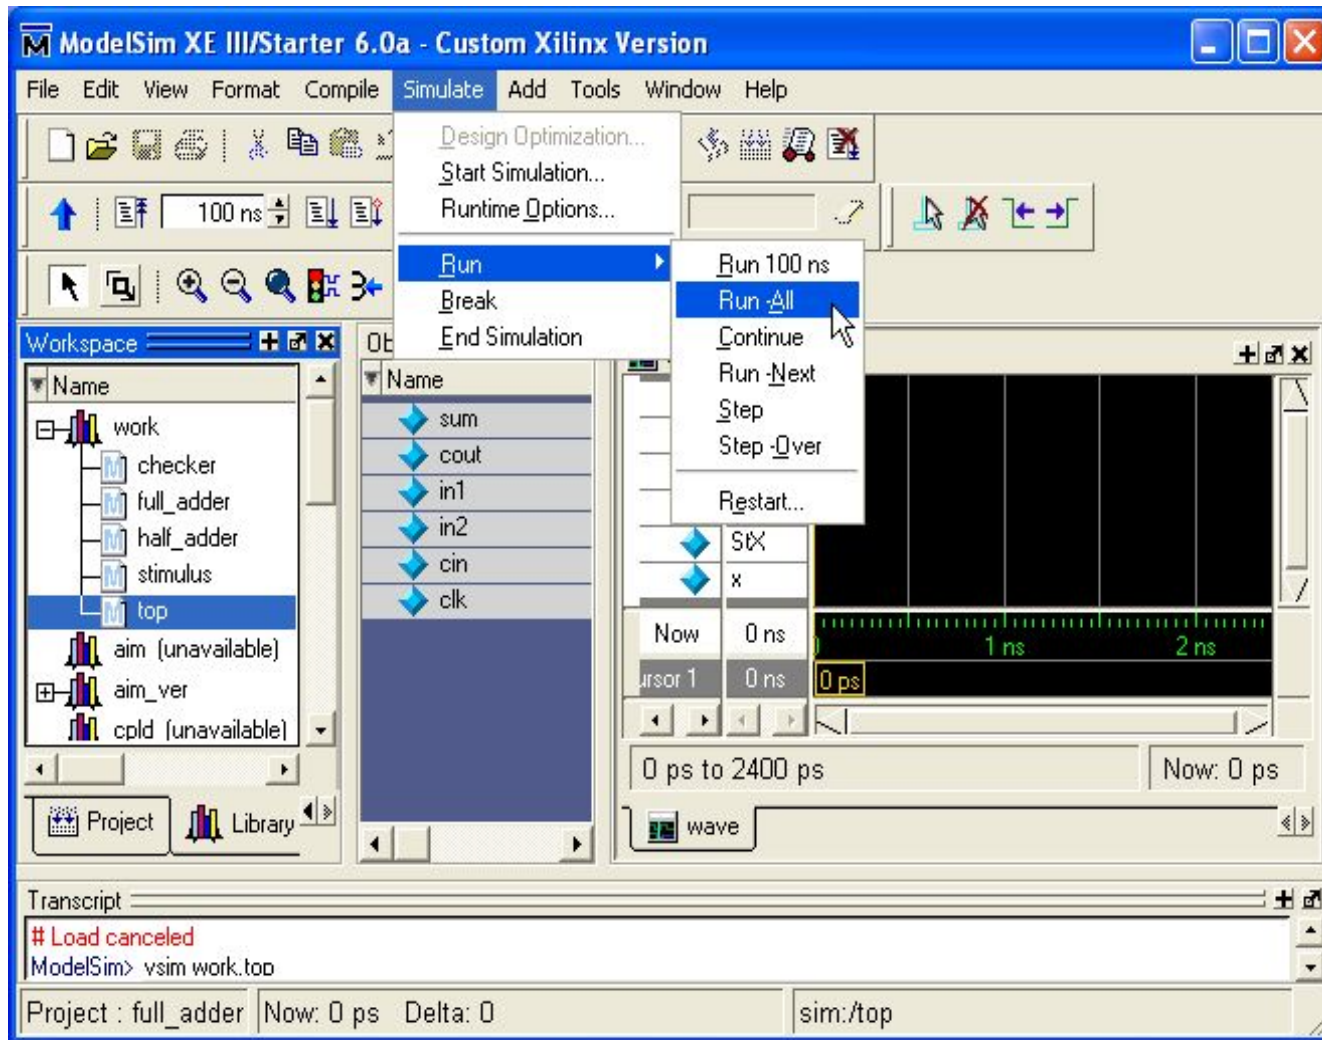 ModelSim XE III/Starter 6.0a - Custom Xilinx Version
File Edit View Format Compile Simulate Add Tools Window Help
Design Optimization...
Start Simulation...
Runtime Options...
100 ns
Run
Break
End Simulation
Run 100 ns
Run -All
Continue
Run -Next
Step
Step -Over
Restart...
Workspace
Name
work
checker
full_adder
half_adder
stimulus
top
aim (unavailable)
aim_ver
cpld (unavailable)
Project Library
Name
sum
cout
in1
in2
cin
clk
StX
x
Now 0 ns
1 ns 2 ns
ursor 1 0 ns 0 ps
0 ps to 2400 ps Now: 0 ps
wave
Transcript
# Load canceled
ModelSim> vsim work.top
Project : full_adder Now: 0 ps Delta: 0 sim:/top